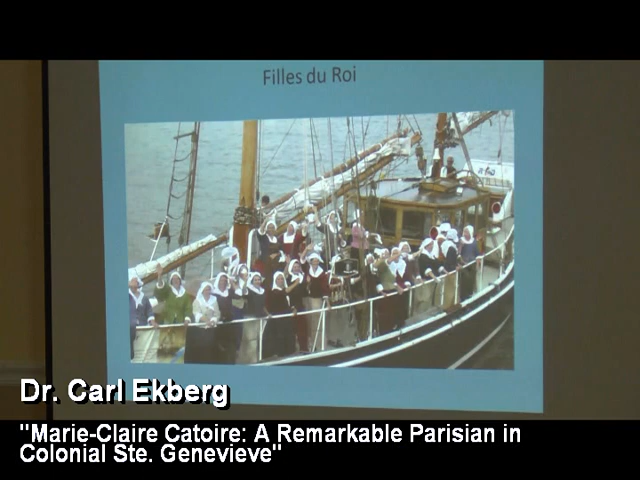 Filles du Roi
Dr. Carl Ekberg
"Marie-Claire Catoire: A Remarkable Parisian in
Colonial Ste. Genevieve"